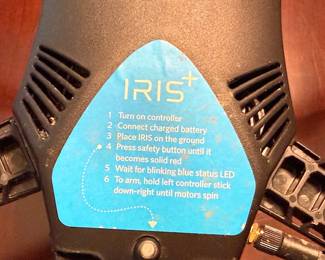 IRIS+
1 Turn on controller
2 Connect charged battery
3 Place IRIS on the ground
4 Press safety button until it
becomes solid red
5 Wait for blinking blue status LED
6 To arm, hold left controller stick
down-right until motors spin